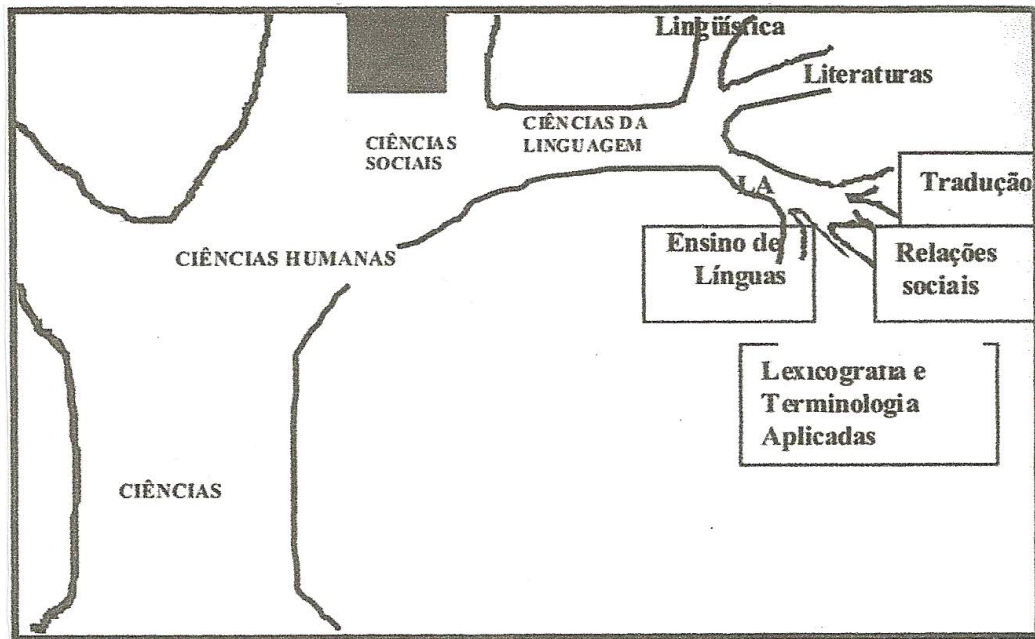 Lingüística
Literaturas
CIÊNCIAS
SOCIAIS
CIÊNCIAS DA
LINGUAGEM
LA
Tradução
CIÊNCIAS HUMANAS
Ensino de
Línguas
Relações
sociais
Lexicografia e
Terminologia
Aplicadas
CIÊNCIAS